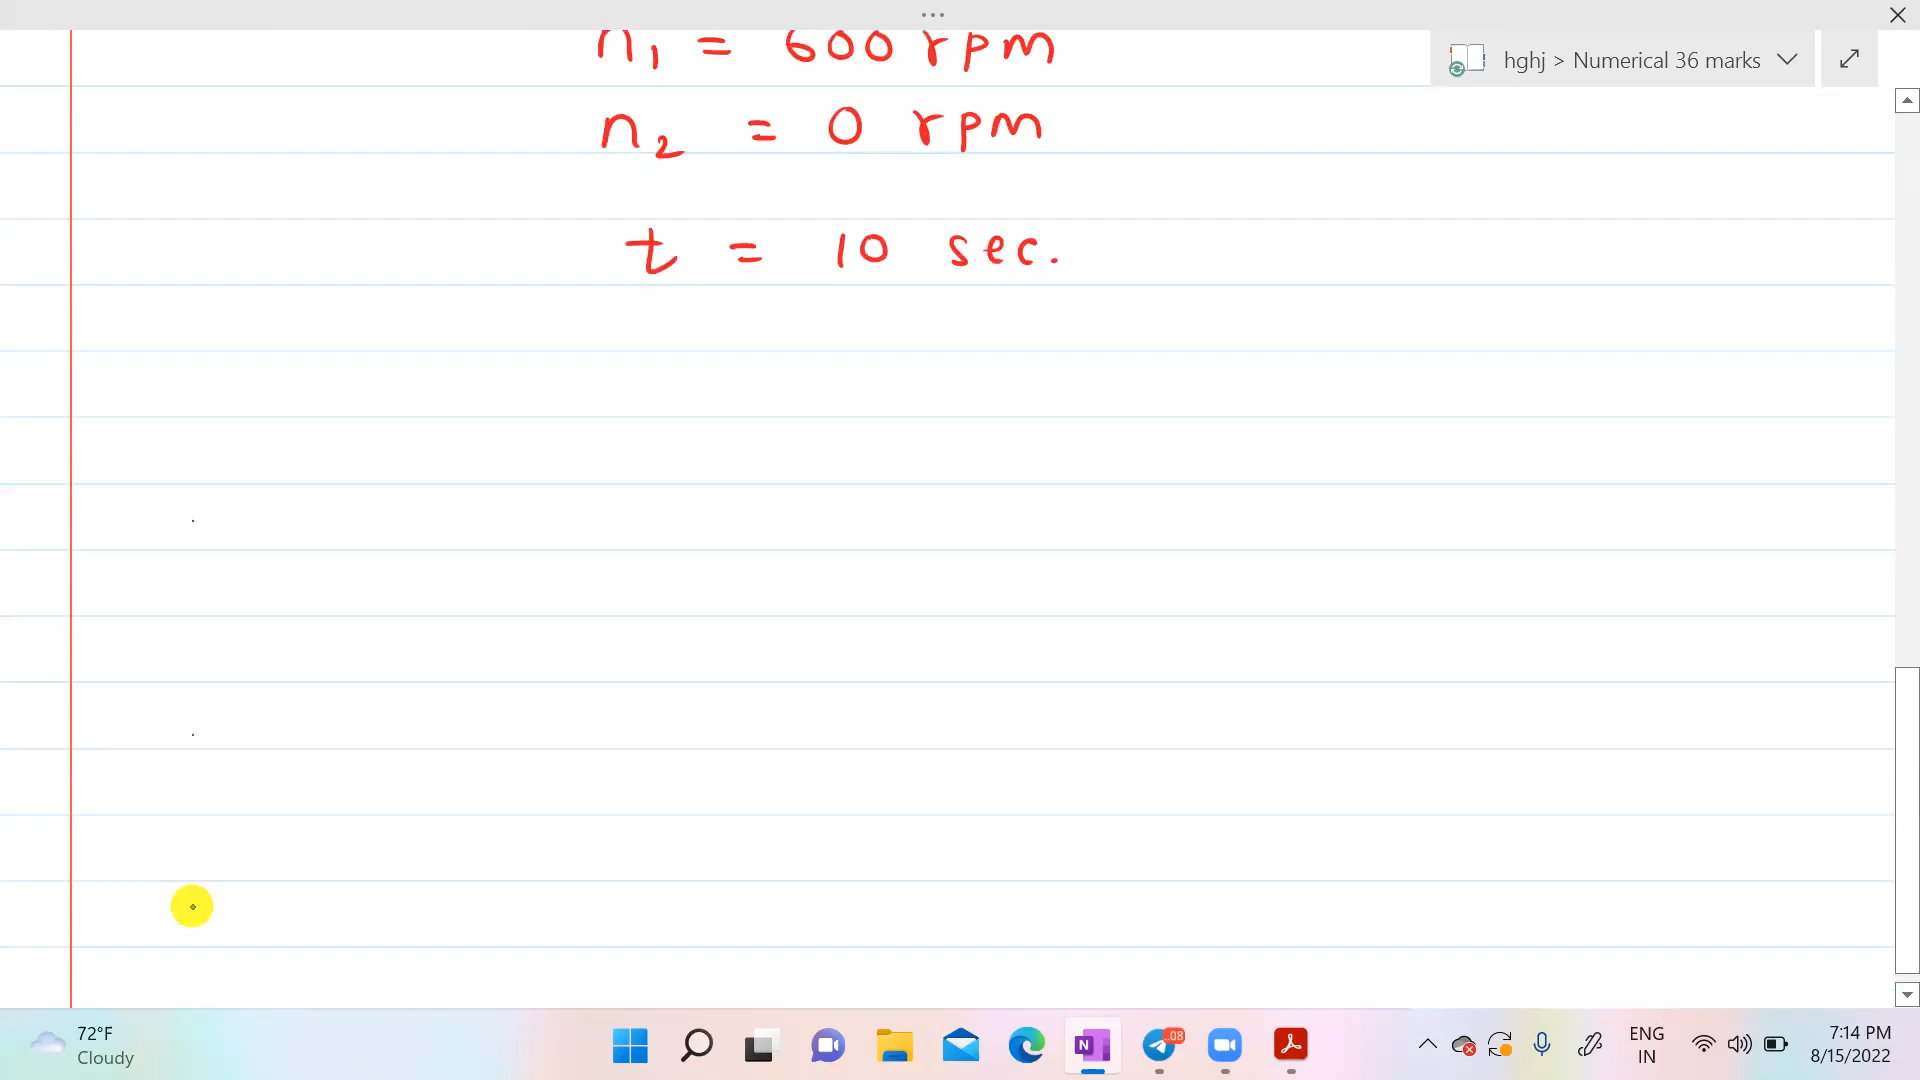 n₁ = 600 rpm
hghj > Numerical 36 marks
n₂ = 0 rpm
t = 10 sec.
72°F
Cloudy
N
..08
ENG
IN
7:14 PM
8/15/2022